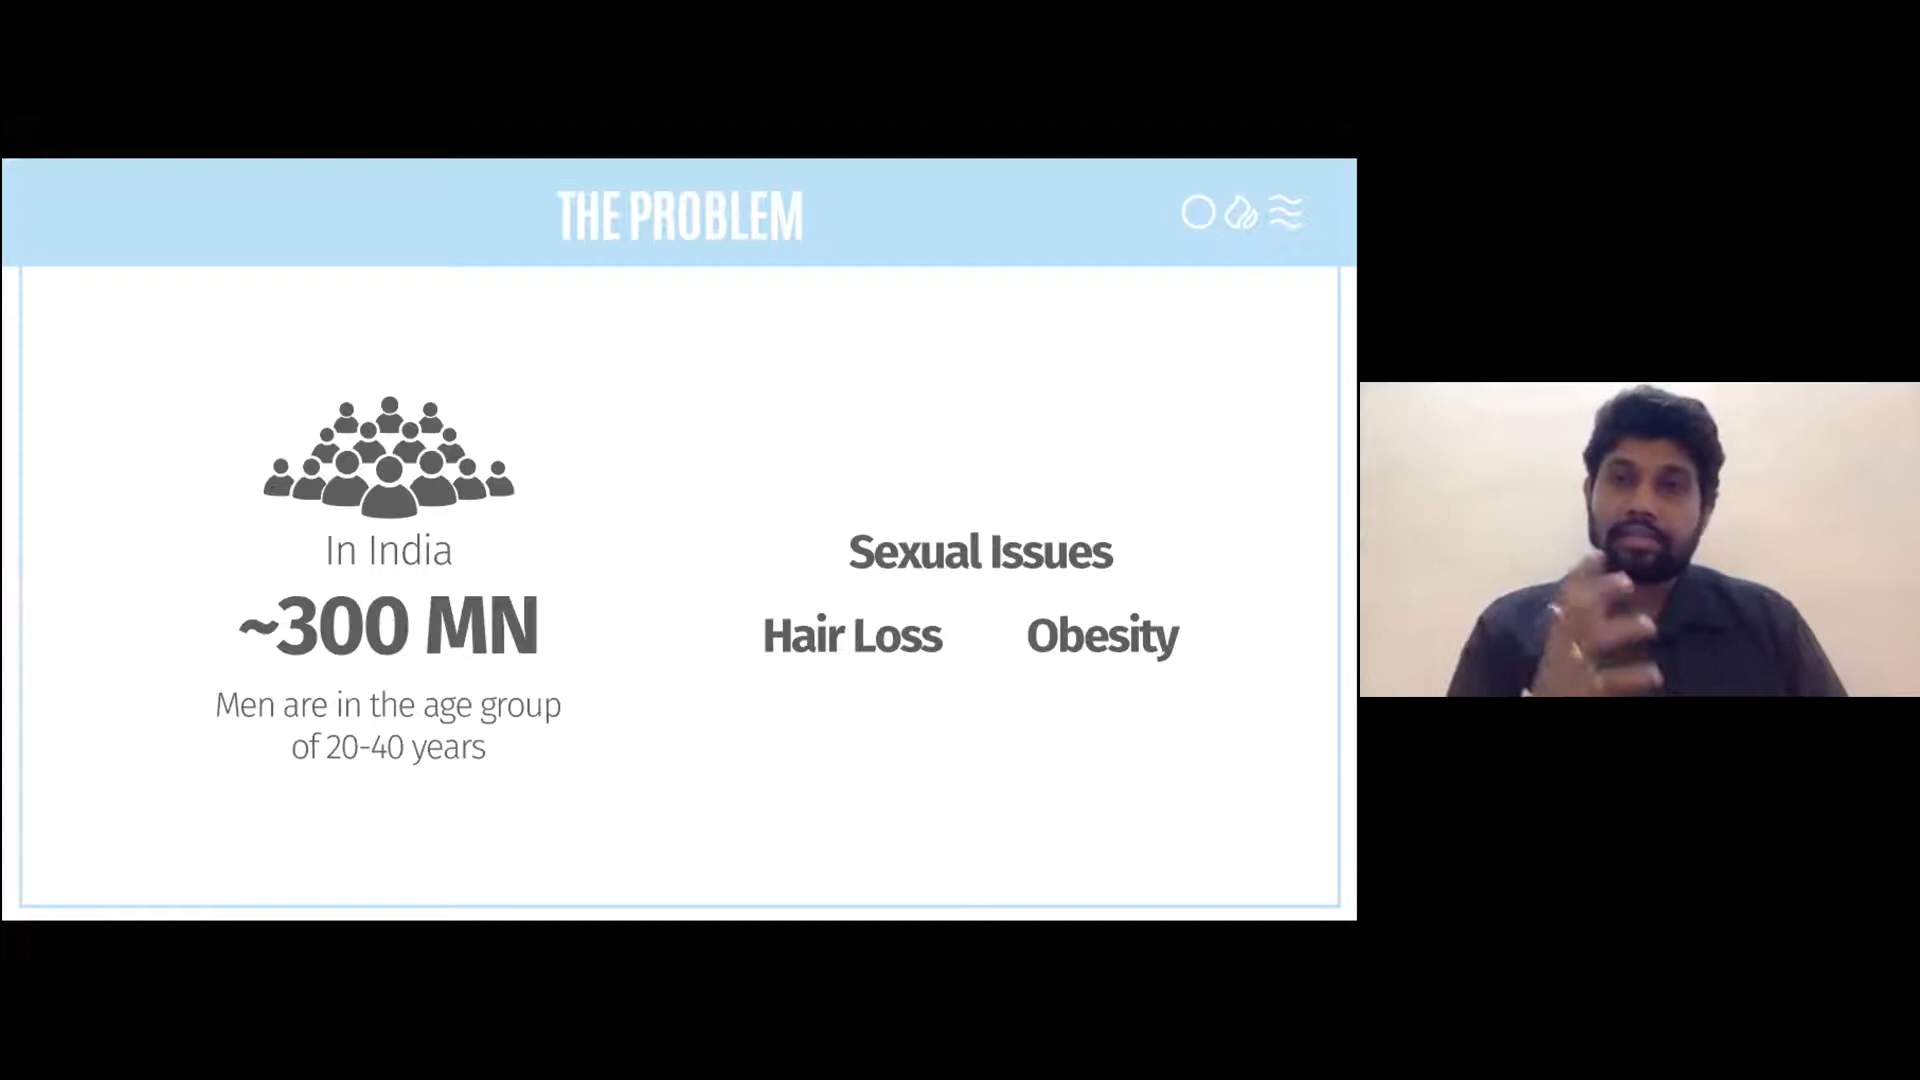 THE PROBLEM
In India
~300 MN
Men are in the age group
of 20-40 years
Sexual Issues
Hair Loss
Obesity